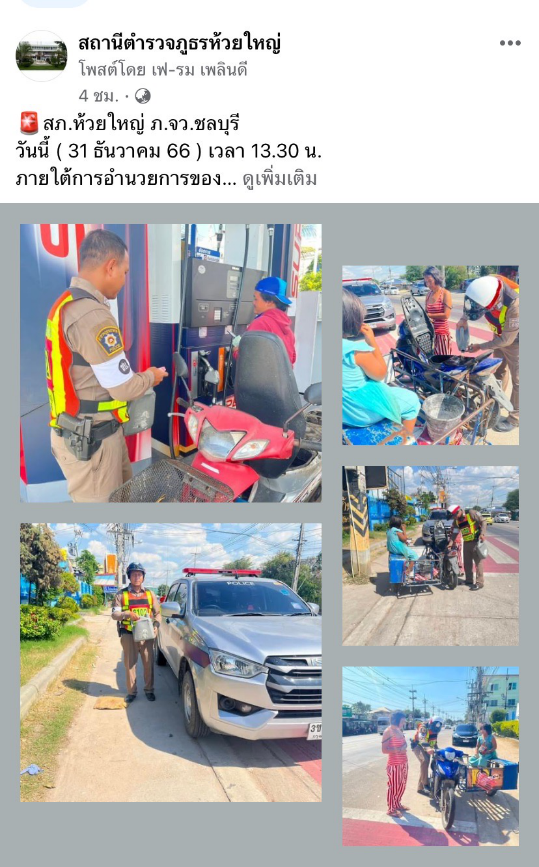 สถานีตำรวจภูธรห้วยใหญ่
โพสต์โดย เฟ-รม เพลินดี
4 ชม. ·
สภ.ห้วยใหญ่ ภ.จว.ชลบุรี
วันนี้ ( 31 ธันวาคม 66 ) เวลา 13.30 น.
ภายใต้การอำนวยการของ... ดูเพิ่มเติม
POLICE